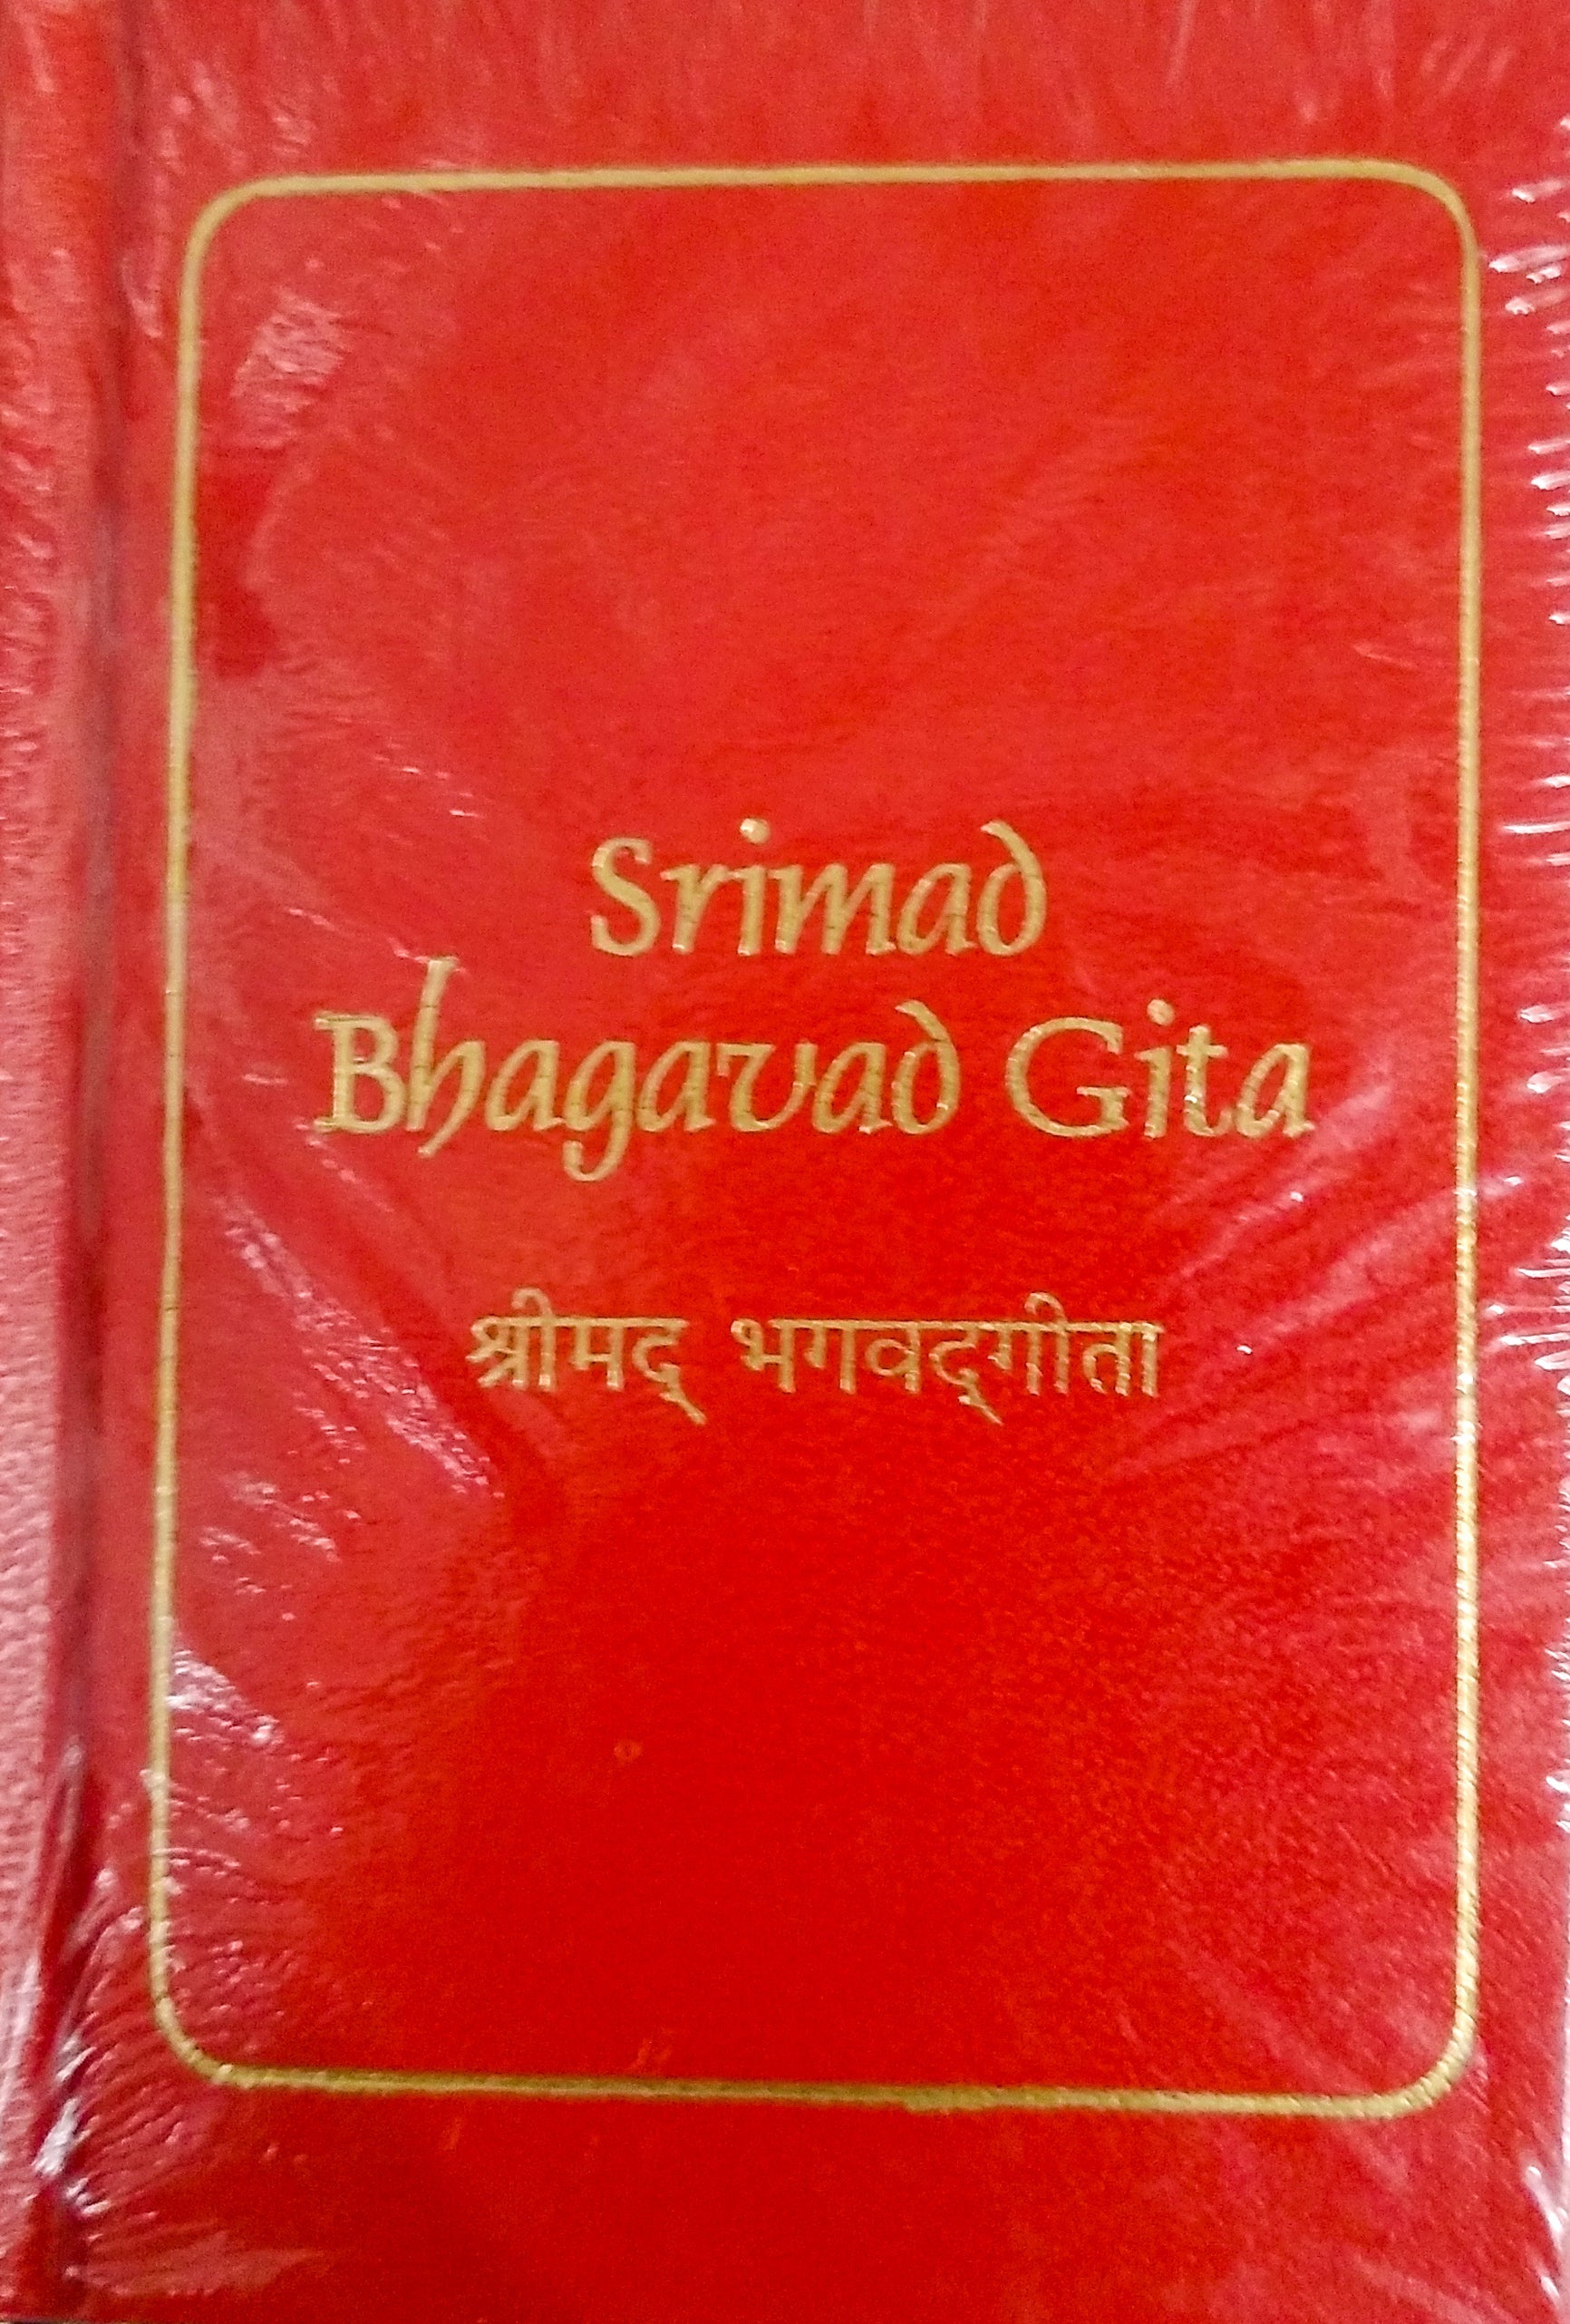 Srimad
Bhagavad Gita
श्रीमद् भगवद्‌गीता